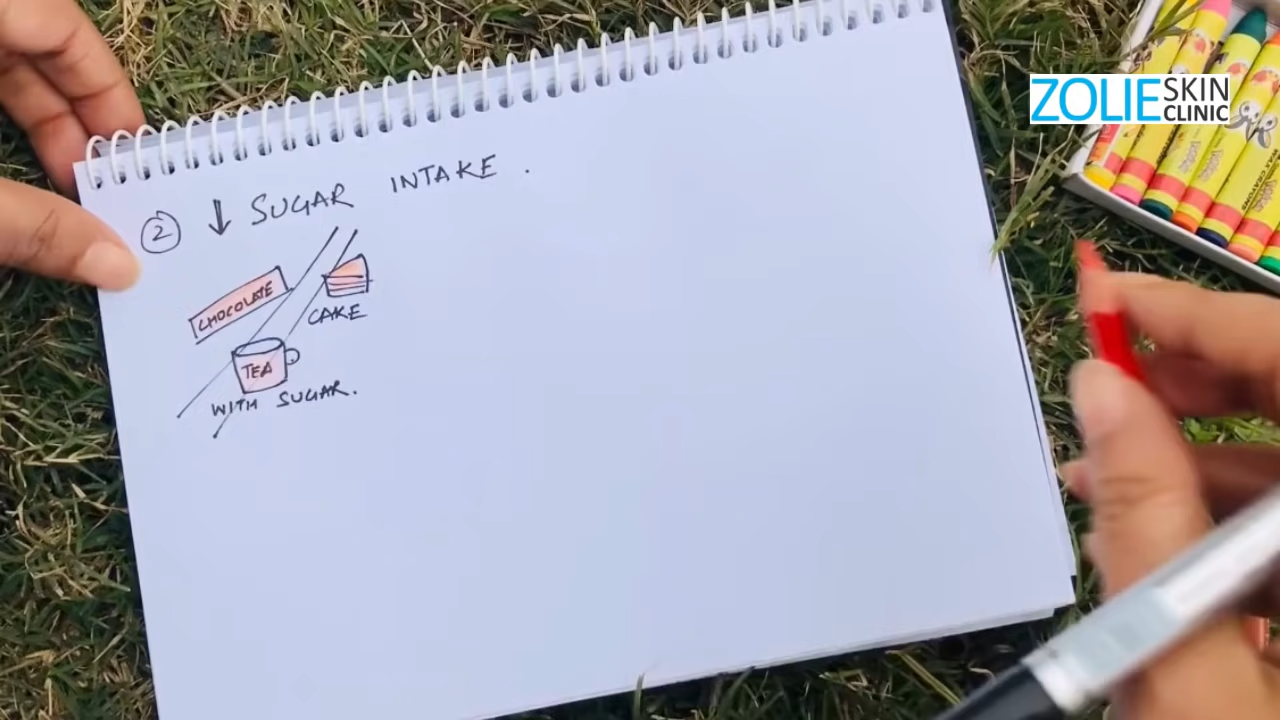 ② ↓ SUGAR INTAKE.
CHOCOLATE
CAKE
TEA
WITH SUGAR.
ZOLIE SKIN CLINIC